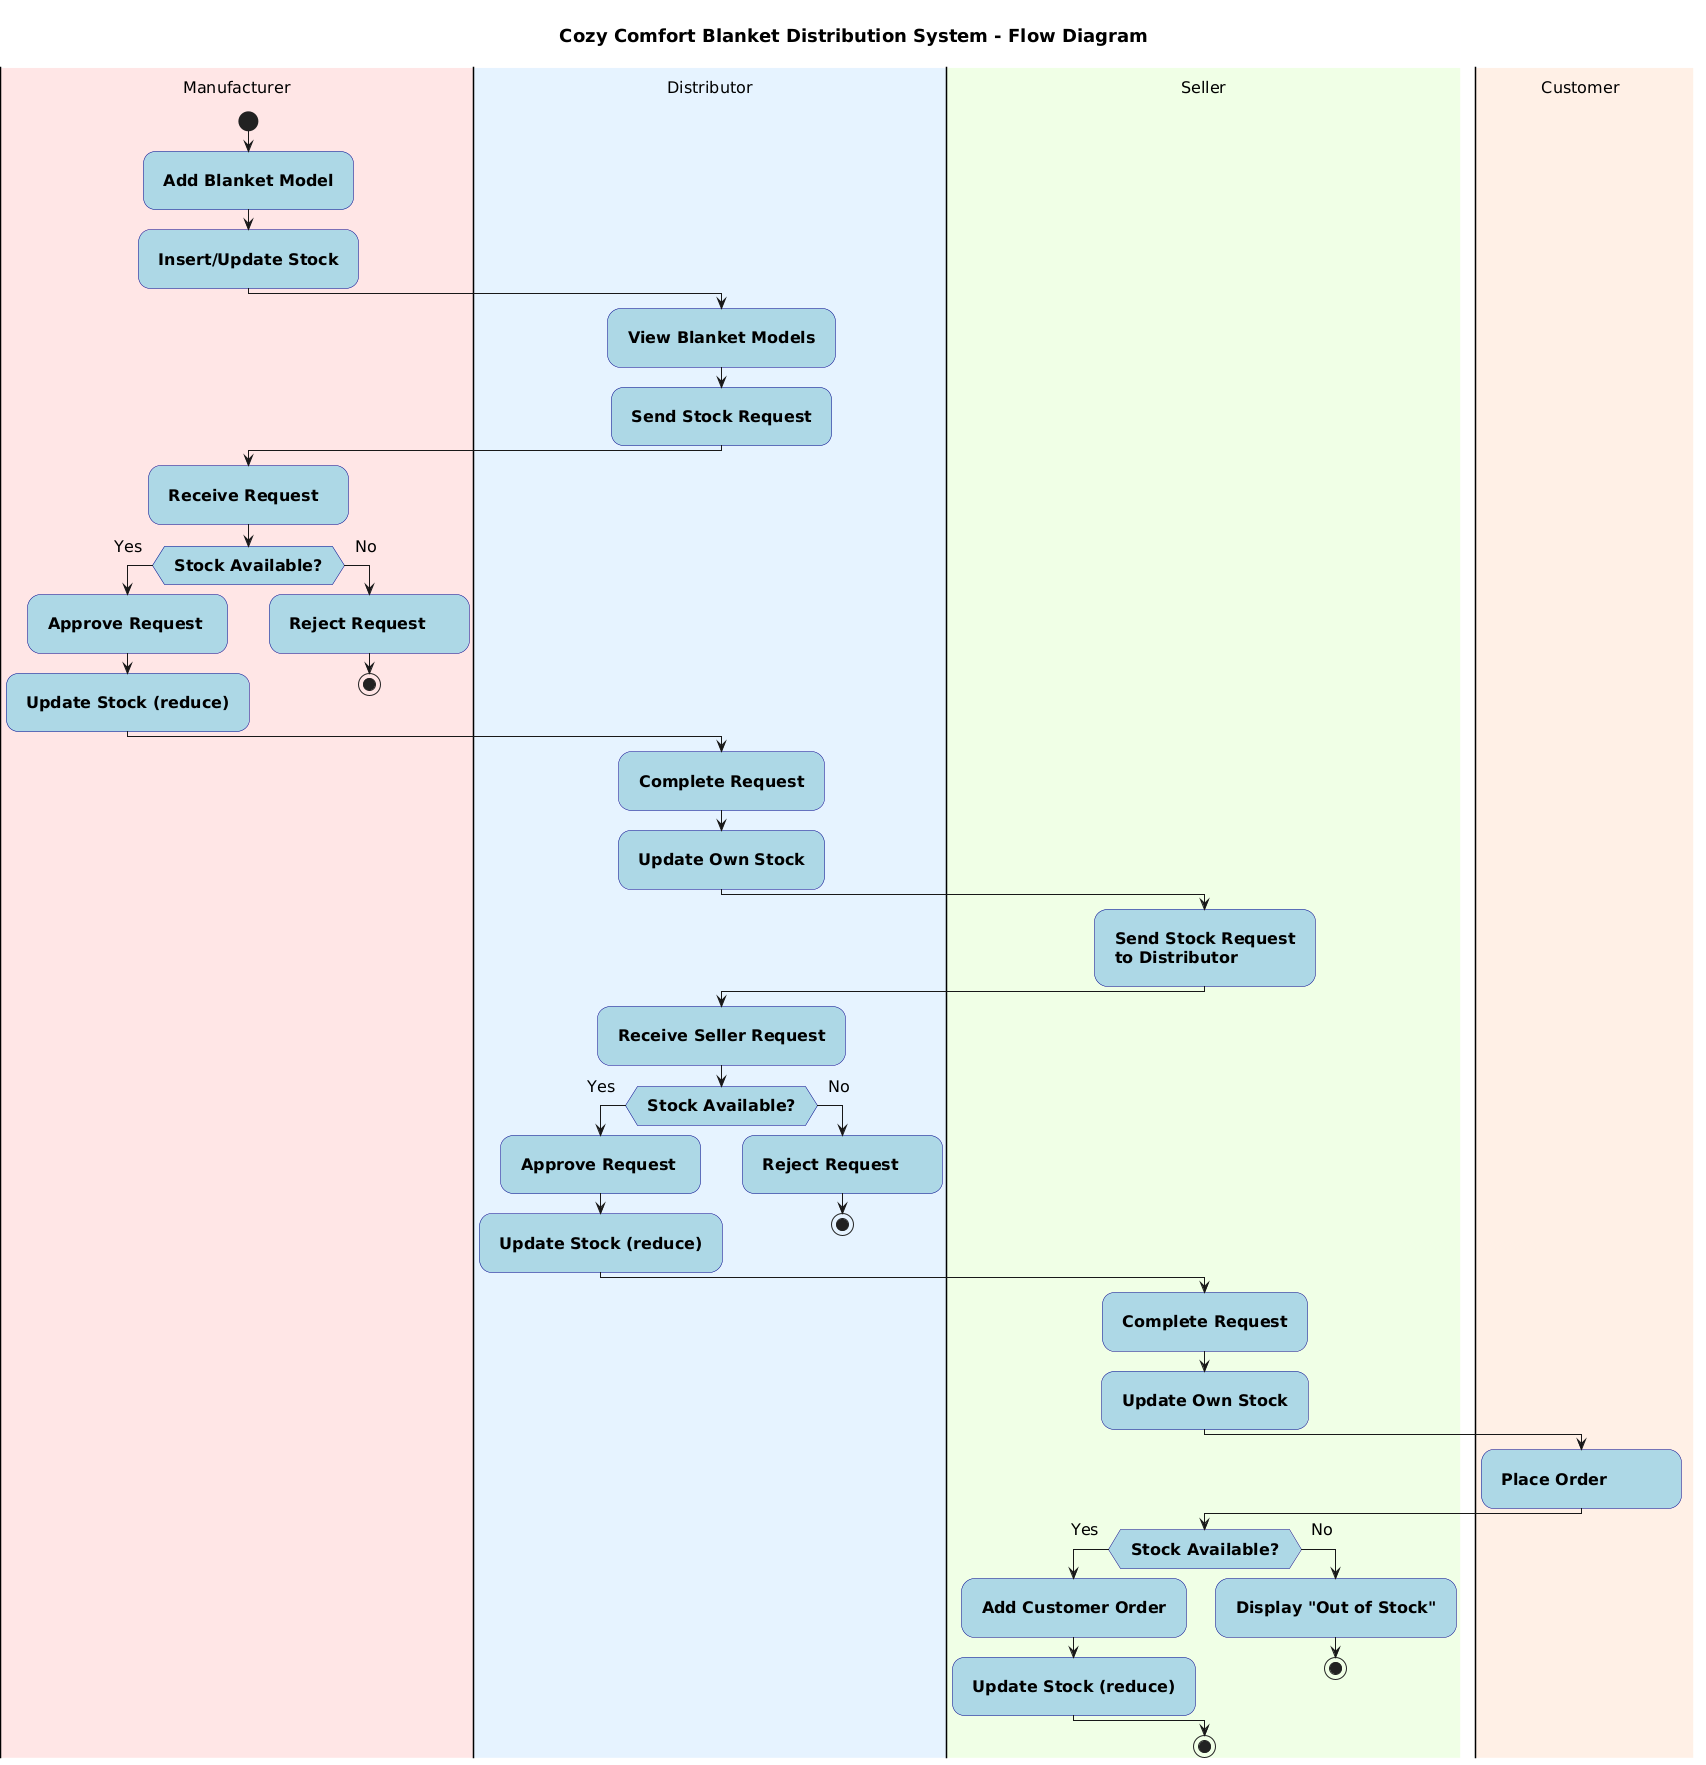 Cozy Comfort Blanket Distribution System - Flow Diagram
Manufacturer
Distributor
Seller
Customer
Add Blanket Model
Insert/Update Stock
View Blanket Models
Send Stock Request
Receive Request
Yes
No
Stock Available?
Approve Request
Reject Request
Update Stock (reduce)
Complete Request
Update Own Stock
Send Stock Request
to Distributor
Receive Seller Request
Yes
No
Stock Available?
Approve Request
Reject Request
Update Stock (reduce)
Complete Request
Update Own Stock
Place Order
Yes
No
Stock Available?
Add Customer Order
Display "Out of Stock"
Update Stock (reduce)